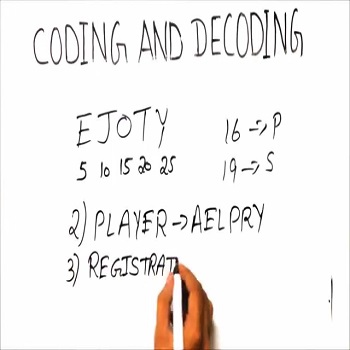 CODING AND DECODING
EJOTY
5 10 15 20 25
16 -> P
19 -> S
2) PLAYER -> AELPRY
3) REGISTRAT